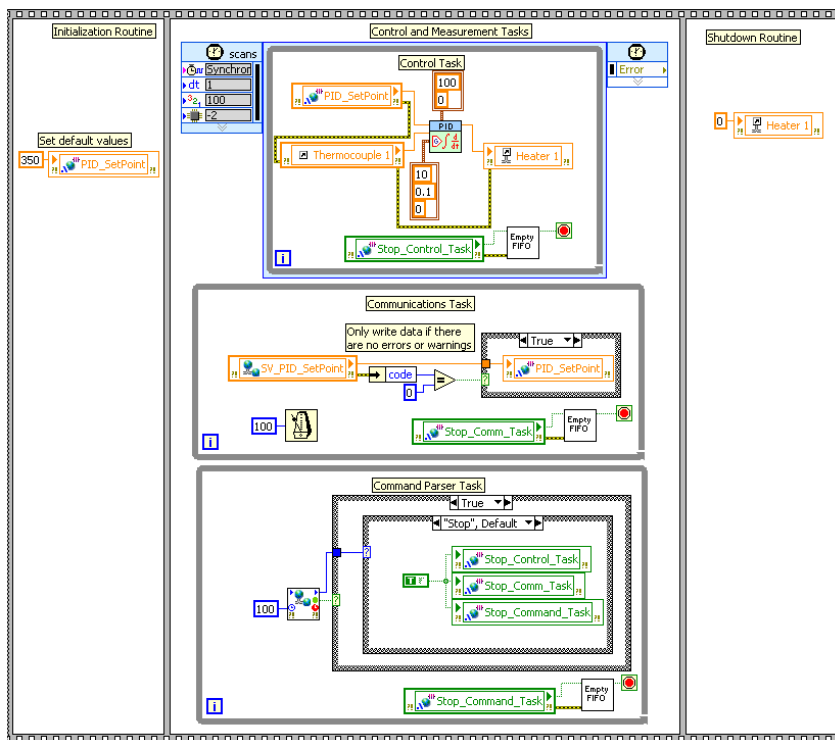 Initialization Routine
Set default values
350
PID_SetPoint
Control and Measurement Tasks
scans
Synchror
dt
1
100
-2
Error
Control Task
100
0
PID_SetPoint
PID
Thermocouple 1
Heater 1
10
0.1
0
Stop_Control_Task
Empty
FIFO
i
Communications Task
Only write data if there
are no errors or warnings
True
SV_PID_SetPoint
code
0
=
?
PID_SetPoint
100
Stop_Comm_Task
Empty
FIFO
i
Command Parser Task
True
"Stop", Default
?
Stop_Control_Task
T
Stop_Comm_Task
Stop_Command_Task
100
?
Stop_Command_Task
Empty
FIFO
i
Shutdown Routine
0
Heater 1